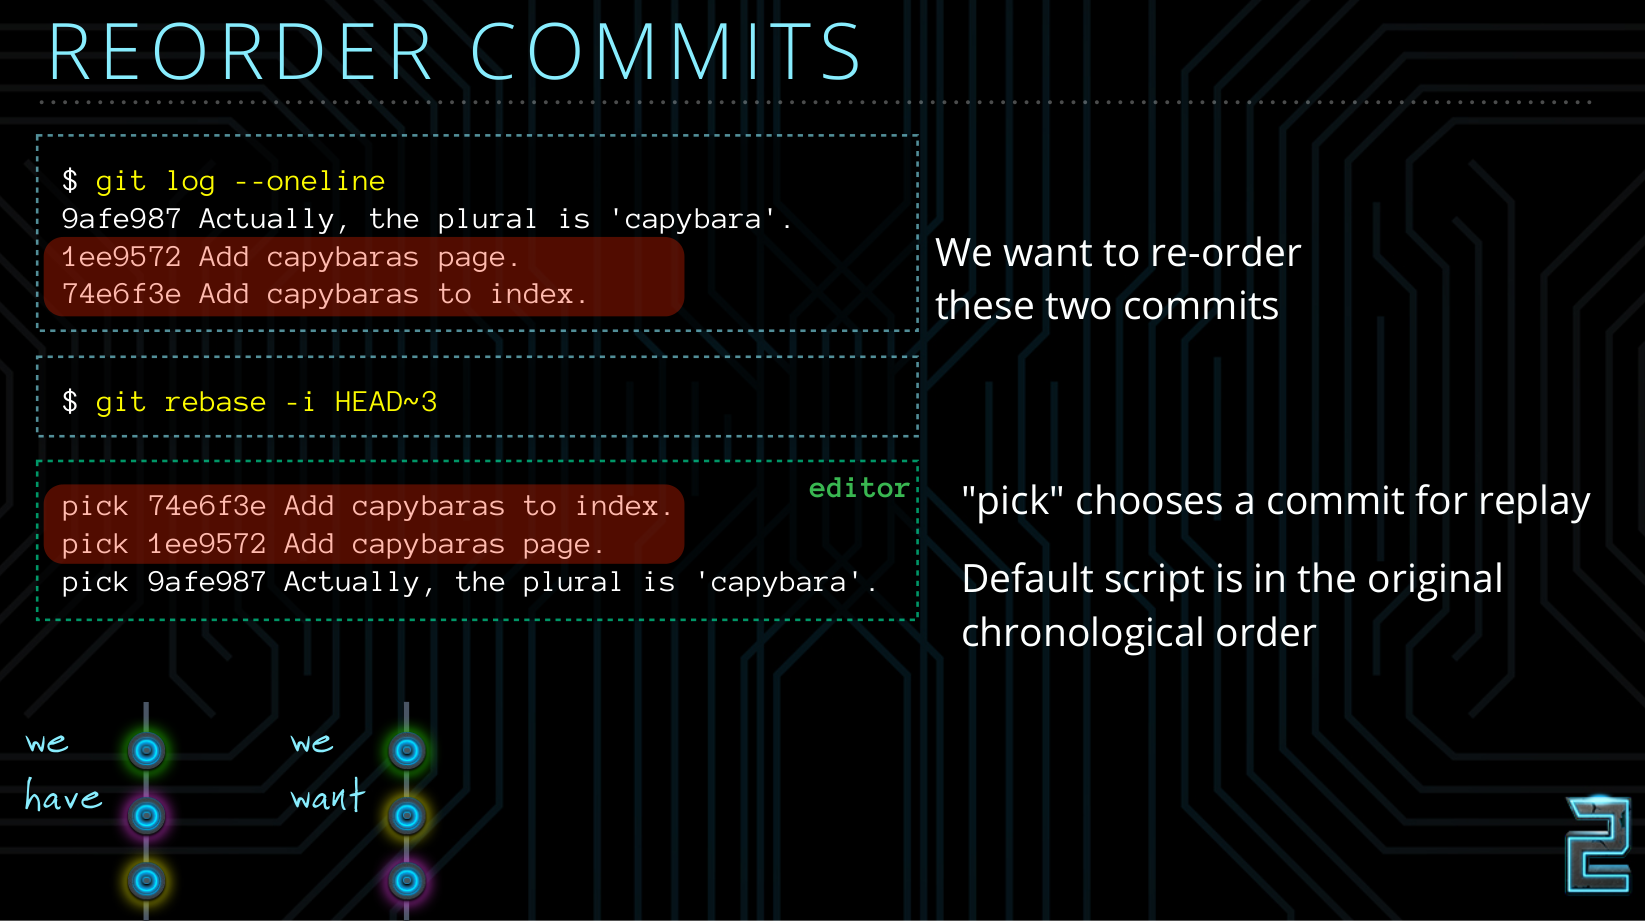 REORDER COMMITS
$ git log --oneline
9afe987 Actually, the plural is 'capybara'.
1ee9572 Add capybaras page.
74e6f3e Add capybaras to index.
We want to re-order
these two commits
$ git rebase -i HEAD~3
editor
pick 74e6f3e Add capybaras to index.
pick 1ee9572 Add capybaras page.
pick 9afe987 Actually, the plural is 'capybara'.
"pick" chooses a commit for replay
Default script is in the original
chronological order
we
have
we
want
2